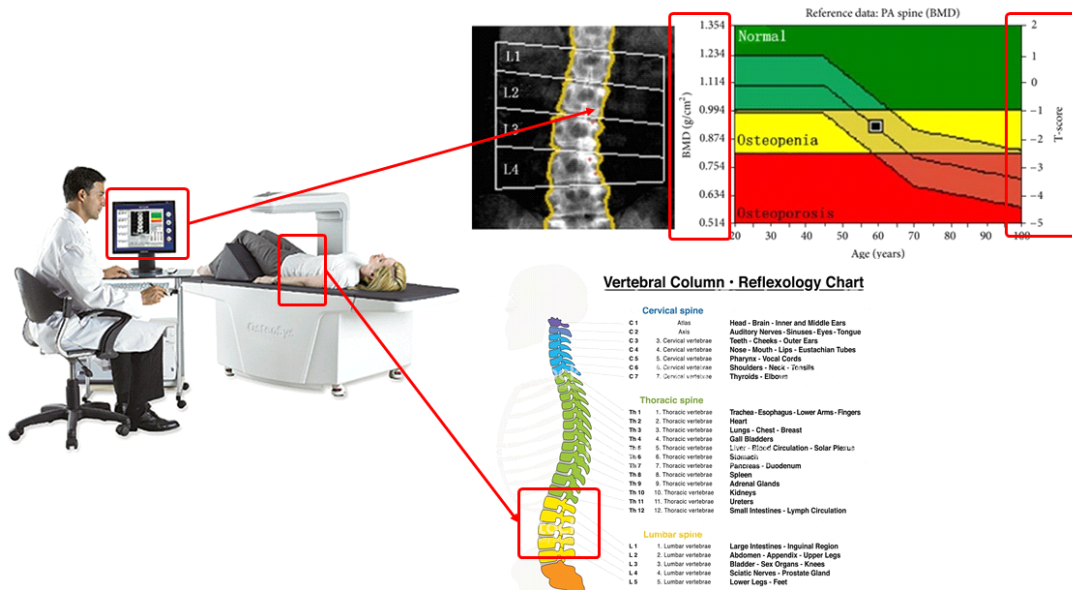 Reference data: PA spine (BMD)
1.354
1.234
1.114
0.994
0.874
0.754
0.634
0.514
BMD (g/cm²)
Normal
Osteopenia
Osteoporosis
2
1
0
−1
−2
−3
−4
−5
T-score
20
30
40
50
60
70
80
90
100
Age (years)
L1
L2
L3
L4
OsteoSys
Vertebral Column · Reflexology Chart
Cervical spine
C 1 Atlas Head - Brain - Inner and Middle Ears
C 2 Axis Auditory Nerves - Sinuses - Eyes - Tongue
C 3 3. Cervical vertebrae Teeth - Cheeks - Outer Ears
C 4 4. Cervical vertebrae Nose - Mouth - Lips - Eustachian Tubes
C 5 5. Cervical vertebrae Pharynx - Vocal Cords
C 6 6. Cervical vertebrae Shoulders - Neck - Tonsils
C 7 7. Cervical vertebrae Thyroids - Elbows
Thoracic spine
Th 1 1. Thoracic vertebrae Trachea - Esophagus - Lower Arms - Fingers
Th 2 2. Thoracic vertebrae Heart
Th 3 3. Thoracic vertebrae Lungs - Chest - Breast
Th 4 4. Thoracic vertebrae Gall Bladders
Th 5 5. Thoracic vertebrae Liver - Blood Circulation - Solar Plexus
Th 6 6. Thoracic vertebrae Stomach
Th 7 7. Thoracic vertebrae Pancreas - Duodenum
Th 8 8. Thoracic vertebrae Spleen
Th 9 9. Thoracic vertebrae Adrenal Glands
Th 10 10. Thoracic vertebrae Kidneys
Th 11 11. Thoracic vertebrae Ureters
Th 12 12. Thoracic vertebrae Small Intestines - Lymph Circulation
Lumbar spine
L 1 1. Lumbar vertebrae Large Intestines - Inguinal Region
L 2 2. Lumbar vertebrae Abdomen - Appendix - Upper Legs
L 3 3. Lumbar vertebrae Bladder - Sex Organs - Knees
L 4 4. Lumbar vertebrae Sciatic Nerves - Prostate Gland
L 5 5. Lumbar vertebrae Lower Legs - Feet